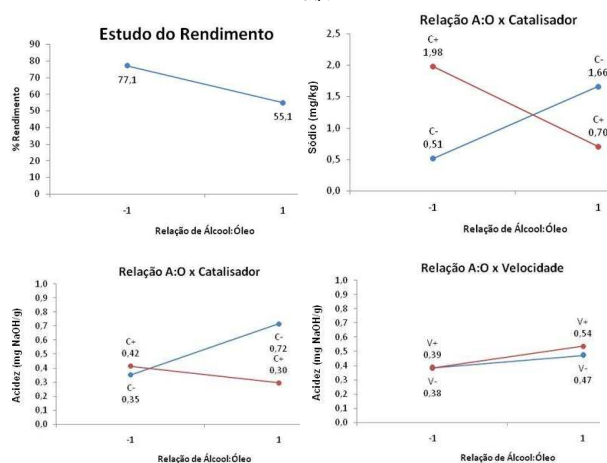 Estudo do Rendimento
% Rendimento
90
80
70
60
50
40
30
20
10
0
77,1
55,1
-1
1
Relação de Álcool:Óleo
Relação A:O x Catalisador
Sódio (mg/kg)
2,5
2,0
1,5
1,0
0,5
0,0
C+
1,98
C-
0,51
C-
1,66
C+
0,70
-1
1
Relação de Álcool:Óleo
Relação A:O x Catalisador
Acidez (mg NaOH/g)
1,0
0,9
0,8
0,7
0,6
0,5
0,4
0,3
0,2
0,1
0,0
C+
0,42
C-
0,35
C-
0,72
C+
0,30
-1
1
Relação de Álcool:Óleo
Relação A:O x Velocidade
Acidez (mg NaOH/g)
1,0
0,9
0,8
0,7
0,6
0,5
0,4
0,3
0,2
0,1
0,0
V+
0,39
V-
0,38
V+
0,54
V-
0,47
-1
1
Relação de Álcool:Óleo